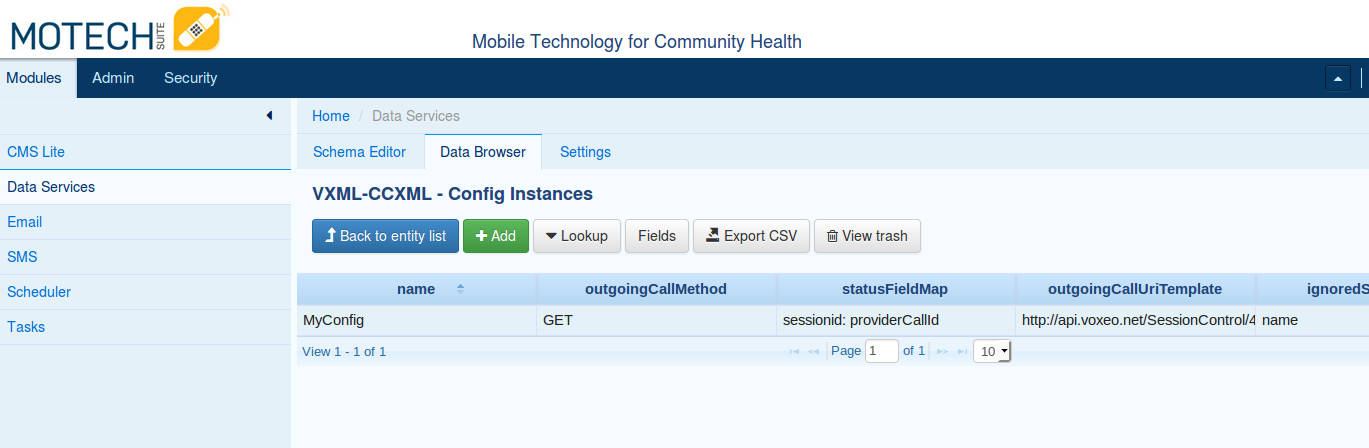 MOTECH SUITE
Mobile Technology for Community Health
Modules Admin Security
Home / Data Services
CMS Lite
Data Services
Email
SMS
Scheduler
Tasks
Schema Editor Data Browser Settings
VXML-CCXML - Config Instances
Back to entity list Add Lookup Fields Export CSV View trash
name outgoingCallMethod statusFieldMap outgoingCallUriTemplate ignoredS
MyConfig GET sessionid: providerCallId http://api.voxeo.net/SessionControl/4 name
View 1 - 1 of 1 Page 1 of 1 10